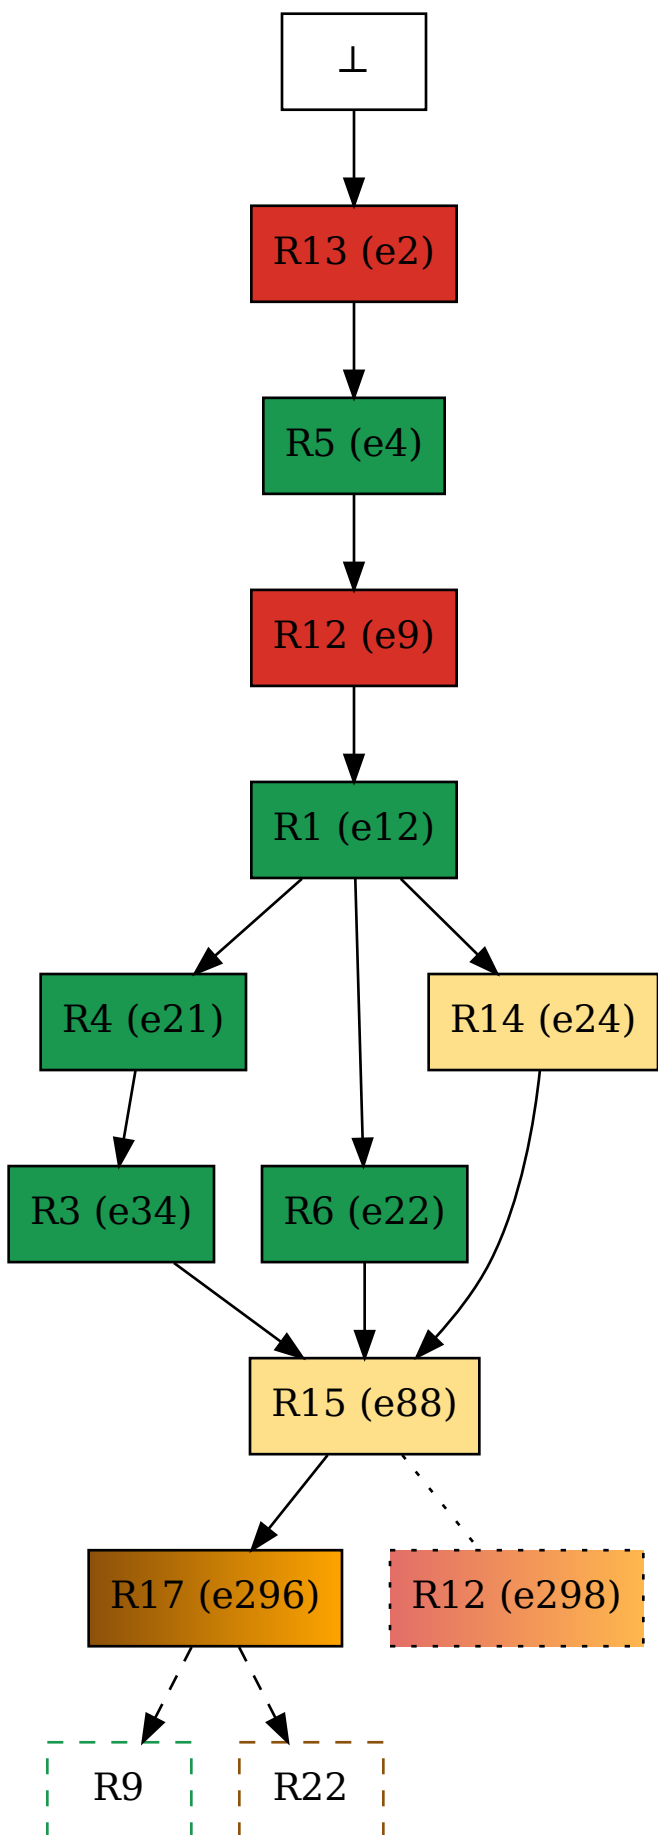 ⊥
R13 (e2)
R5 (e4)
R12 (e9)
R1 (e12)
R4 (e21)
R14 (e24)
R3 (e34)
R6 (e22)
R15 (e88)
R17 (e296)
R12 (e298)
R9
R22